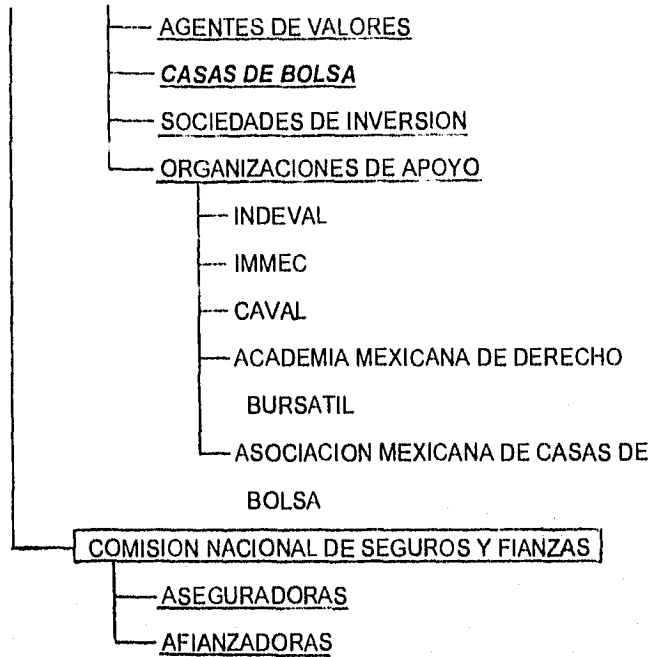 AGENTES DE VALORES
CASAS DE BOLSA
SOCIEDADES DE INVERSION
ORGANIZACIONES DE APOYO
INDEVAL
IMMEC
CAVAL
ACADEMIA MEXICANA DE DERECHO
BURSATIL
ASOCIACION MEXICANA DE CASAS DE
BOLSA
COMISION NACIONAL DE SEGUROS Y FIANZAS
ASEGURADORAS
AFIANZADORAS